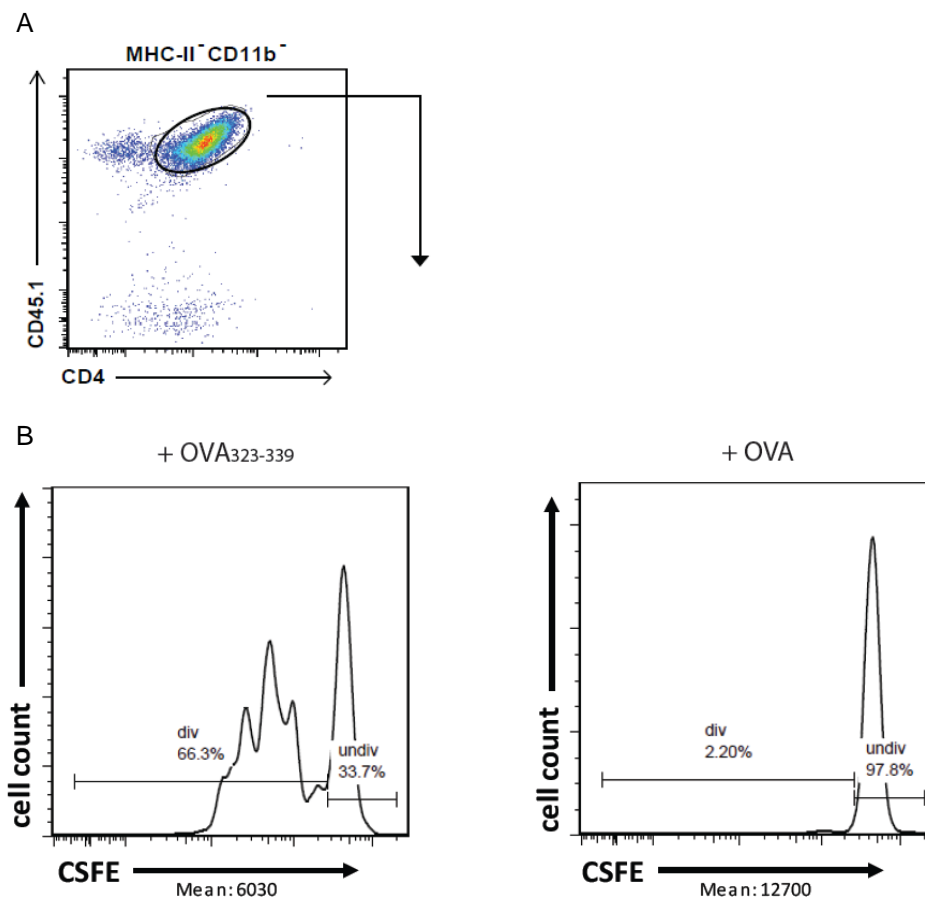 A
MHC-II⁻CD11b⁻
CD45.1
CD4
B
+ OVA323-339
cell count
div
66.3%
undiv
33.7%
CSFE
Mean: 6030
+ OVA
cell count
div
2.20%
undiv
97.8%
CSFE
Mean: 12700